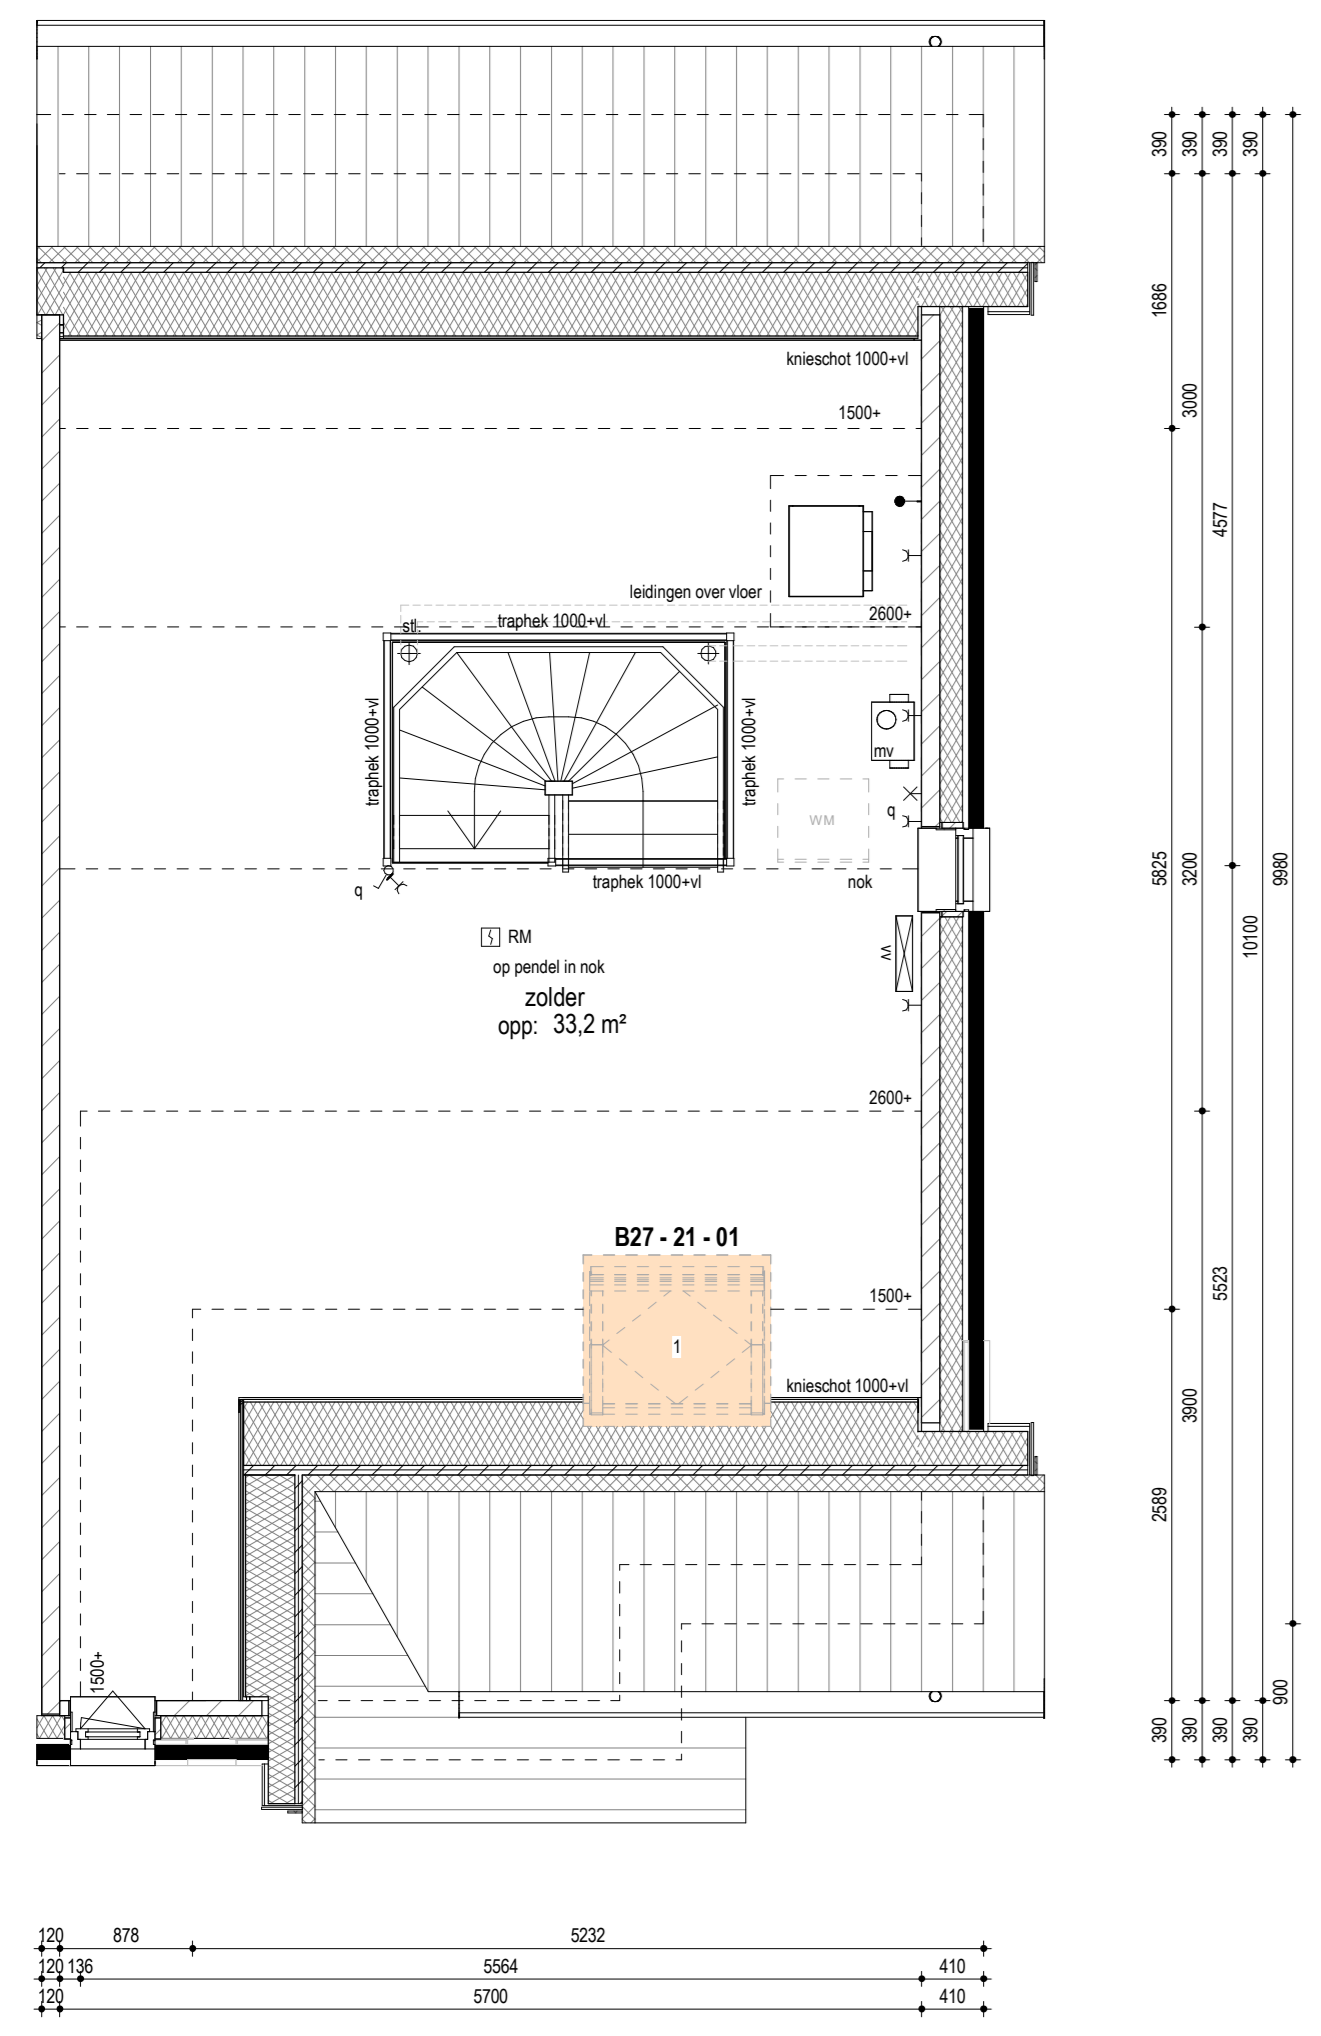 390
390
390
390
1686
knieschot 1000+vl
3000
1500+
4577
leidingen over vloer
2600+
stl.
traphek 1000+vl
traphek 1000+vl
traphek 1000+vl
mv
q
WM
5825
3200
9980
q
traphek 1000+vl
nok
10100
RM
vv
op pendel in nok
zolder
opp: 33,2 m²
2600+
B27 - 21 - 01
5523
1500+
1
knieschot 1000+vl
3900
2589
1500+
900
390
390
390
390
120 878 5232
120 136 5564 410
120 5700 410